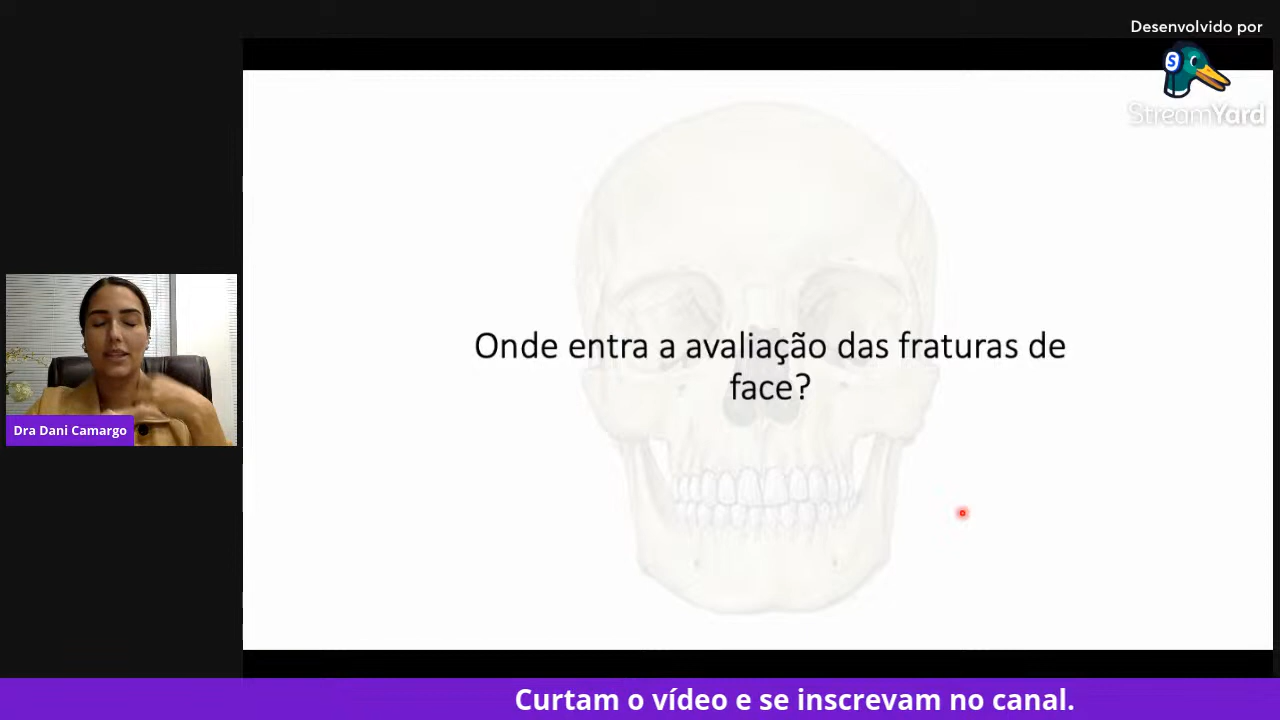 Desenvolvido por
S
StreamYard
Onde entra a avaliação das fraturas de
face?
Dra Dani Camargo
Curtam o vídeo e se inscrevam no canal.